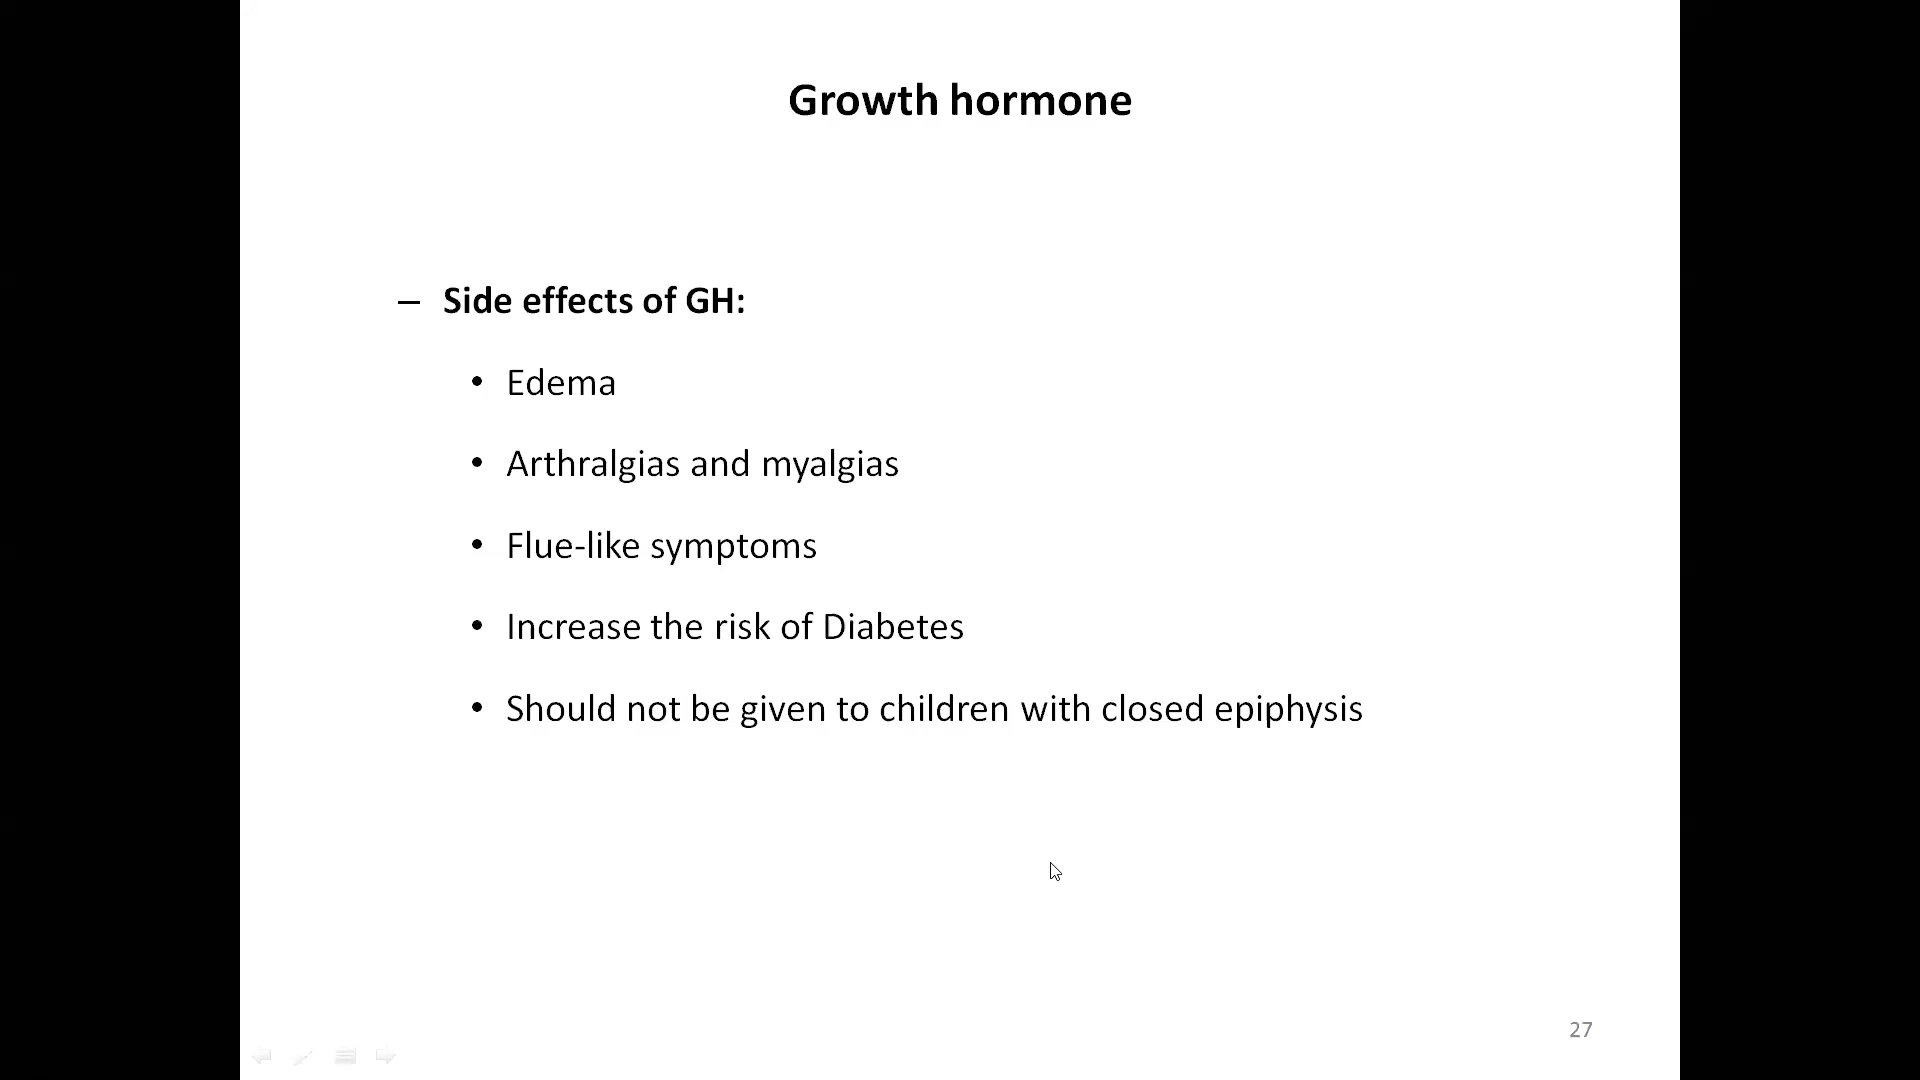 Growth hormone
– Side effects of GH:
• Edema
• Arthralgias and myalgias
• Flue-like symptoms
• Increase the risk of Diabetes
• Should not be given to children with closed epiphysis
27